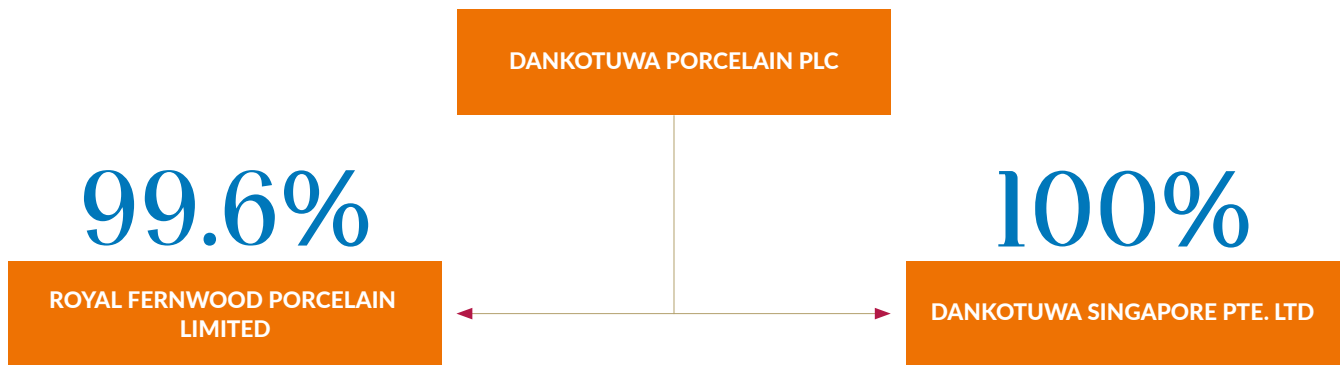 DANKOTUWA PORCELAIN PLC
99.6%
100%
ROYAL FERNWOOD PORCELAIN
LIMITED
DANKOTUWA SINGAPORE PTE. LTD